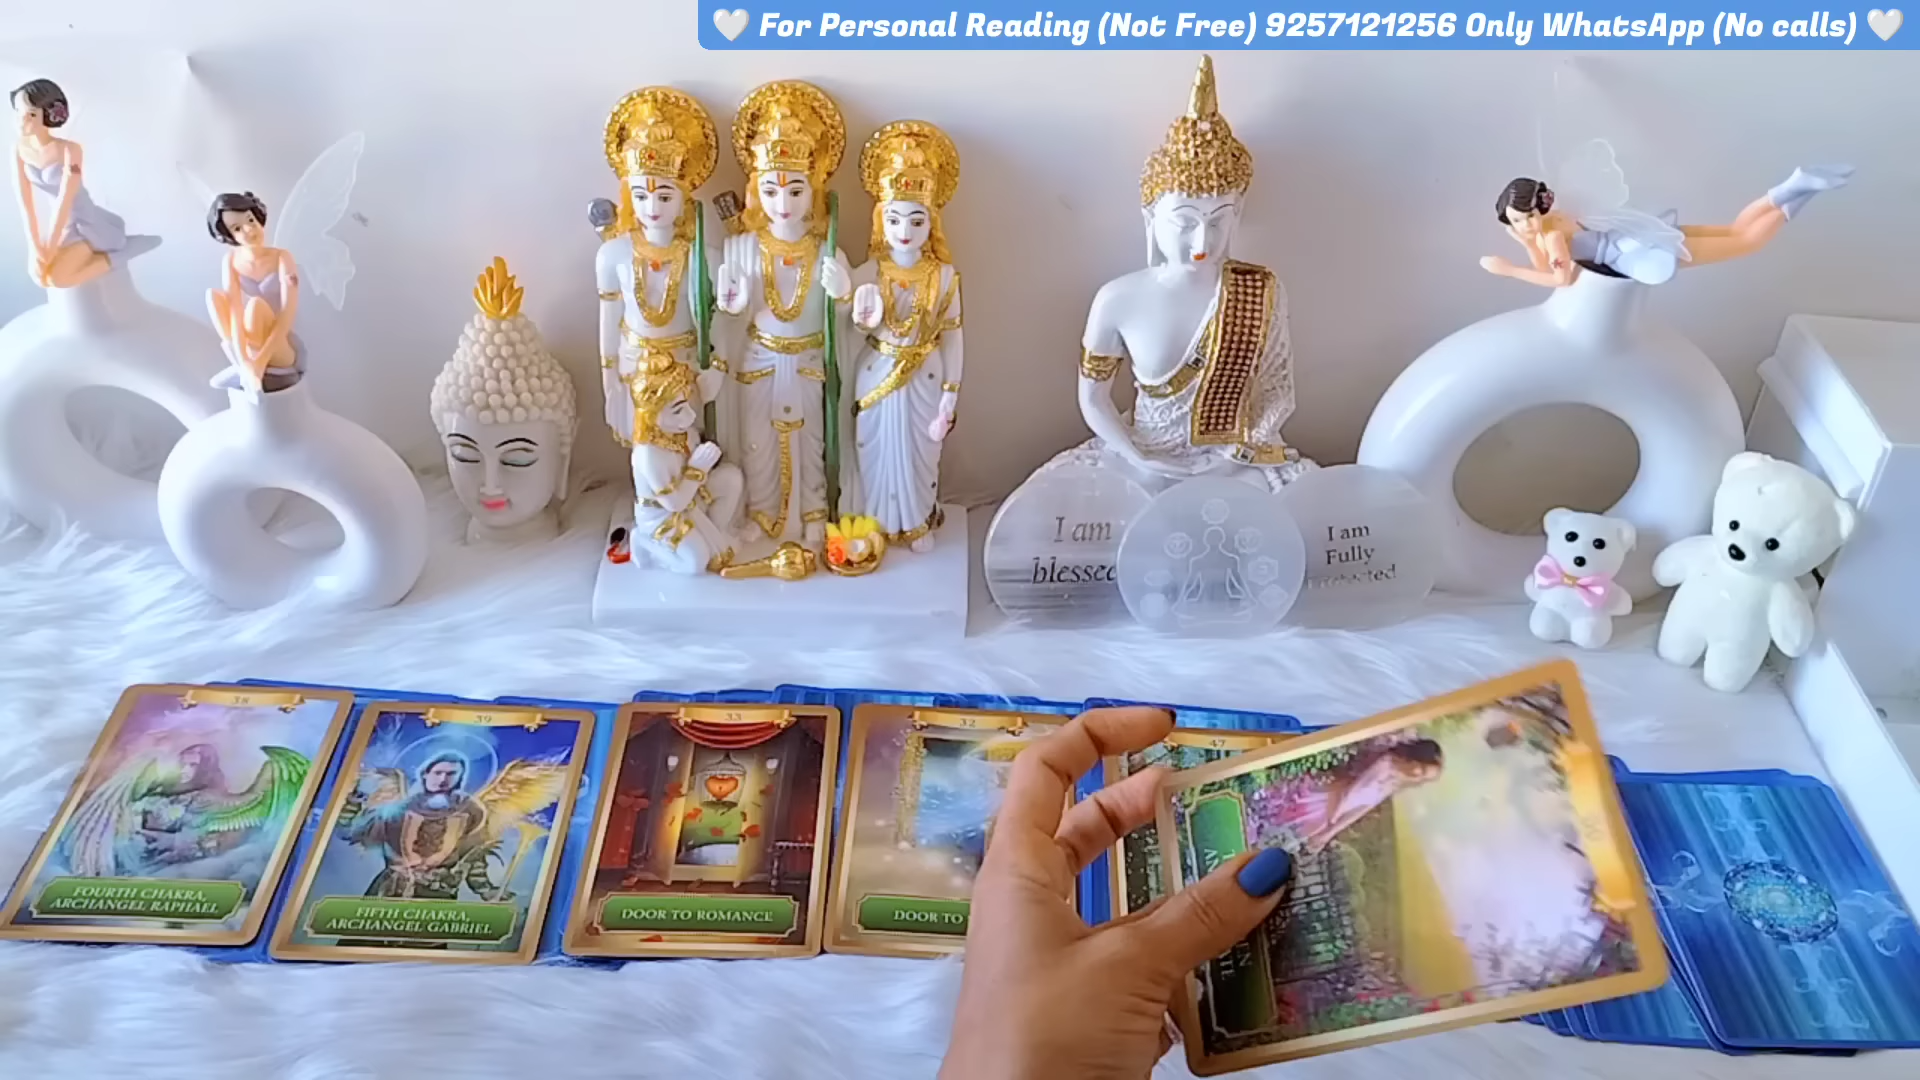 🤍 For Personal Reading (Not Free) 9257121256 Only WhatsApp (No calls) 🤍
I am
blessed
I am
Fully
38
FOURTH CHAKRA,
ARCHANGEL RAPHAEL
39
FIFTH CHAKRA,
ARCHANGEL GABRIEL
33
DOOR TO ROMANCE
32
DOOR TO
47